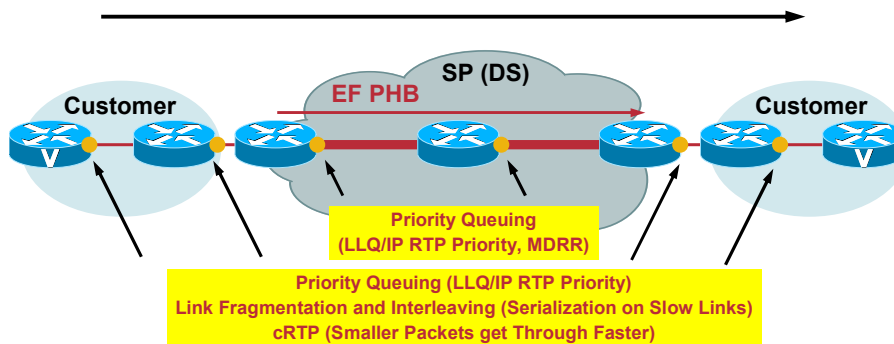 SP (DS)
EF PHB
Customer
Customer
V
V
Priority Queuing
(LLQ/IP RTP Priority, MDRR)
Priority Queuing (LLQ/IP RTP Priority)
Link Fragmentation and Interleaving (Serialization on Slow Links)
cRTP (Smaller Packets get Through Faster)